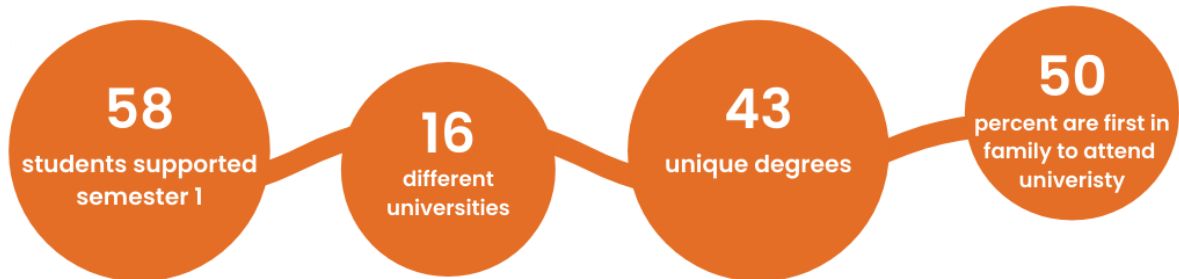 58
students supported
semester 1
16
different
universities
43
unique degrees
50
percent are first in
family to attend
univeristy